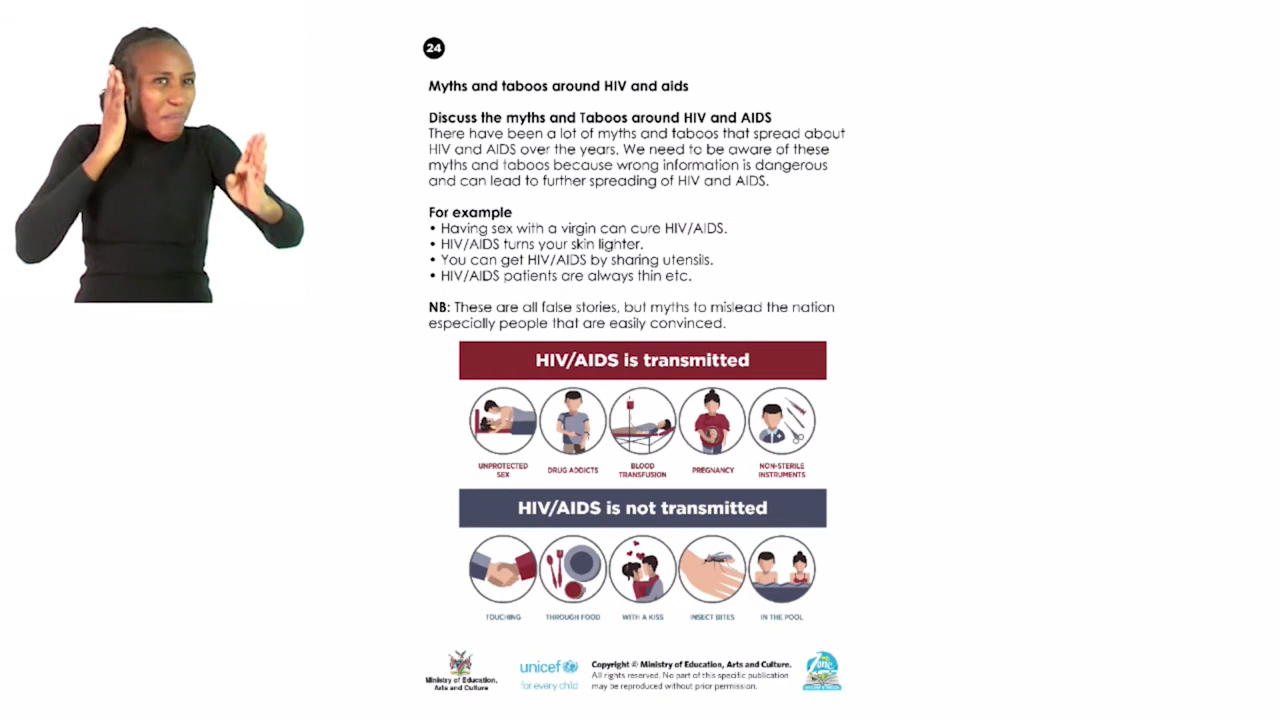 24
Myths and taboos around HIV and aids
Discuss the myths and Taboos around HIV and AIDS
There have been a lot of myths and taboos that spread about
HIV and AIDS over the years. We need to be aware of these
myths and taboos because wrong information is dangerous
and can lead to further spreading of HIV and AIDS.
For example
• Having sex with a virgin can cure HIV/AIDS.
• HIV/AIDS turns your skin lighter.
• You can get HIV/AIDS by sharing utensils.
• HIV/AIDS patients are always thin etc.
NB: These are all false stories, but myths to mislead the nation
especially people that are easily convinced.
HIV/AIDS is transmitted
UNPROTECTED
SEX
DRUG ADDICTS
BLOOD
TRANSFUSION
PREGNANCY
NON-STERILE
INSTRUMENTS
HIV/AIDS is not transmitted
TOUCHING
THROUGH FOOD
WITH A KISS
INSECT BITES
IN THE POOL
Ministry of Education,
Arts and Culture
unicef
for every child
Copyright © Ministry of Education, Arts and Culture.
All rights reserved. No part of this specific publication
may be reproduced without prior permission.